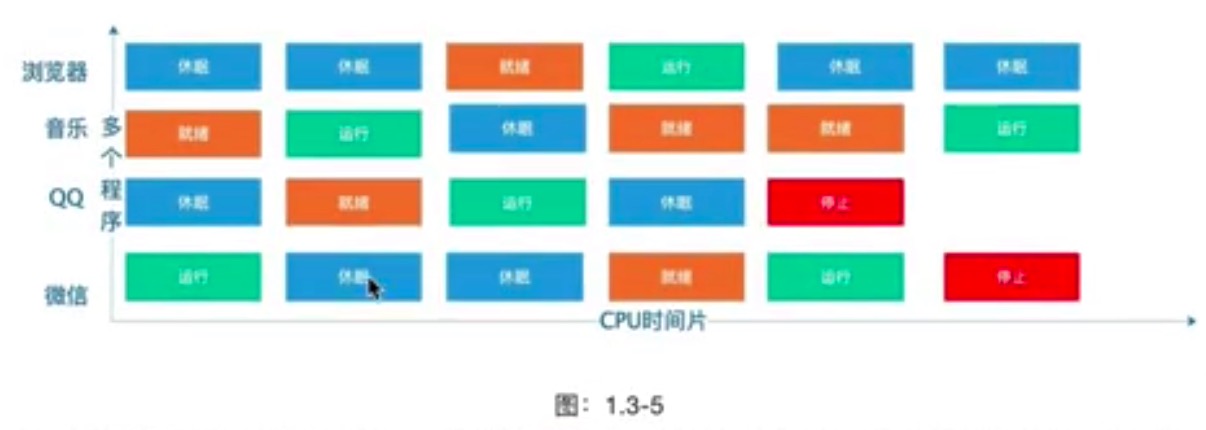 浏览器 休眠 休眠 就绪 运行 休眠 休眠
音乐 就绪 运行 休眠 就绪 就绪 运行
QQ 休眠 就绪 运行 休眠 停止
微信 运行 休眠 休眠 就绪 运行 停止
多个程序
CPU时间片
图：1.3-5